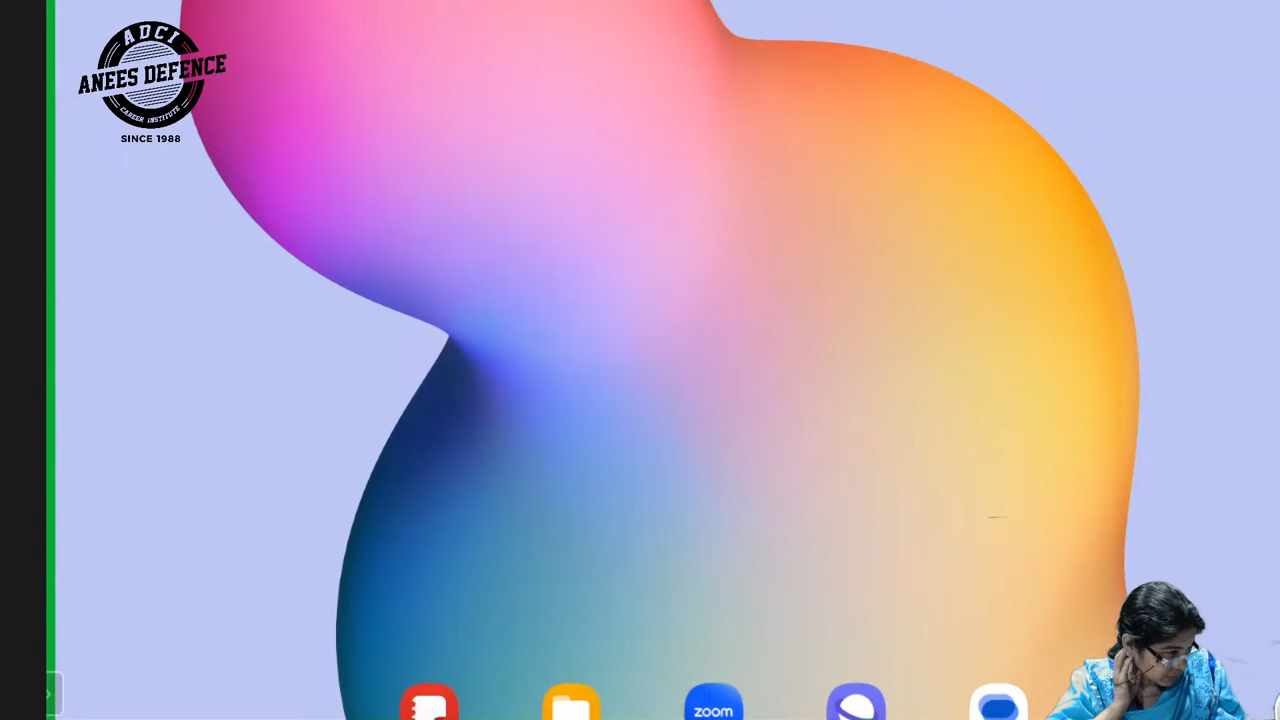 ADCI
ANEES DEFENCE
CAREER INSTITUTE
SINCE 1988
zoom